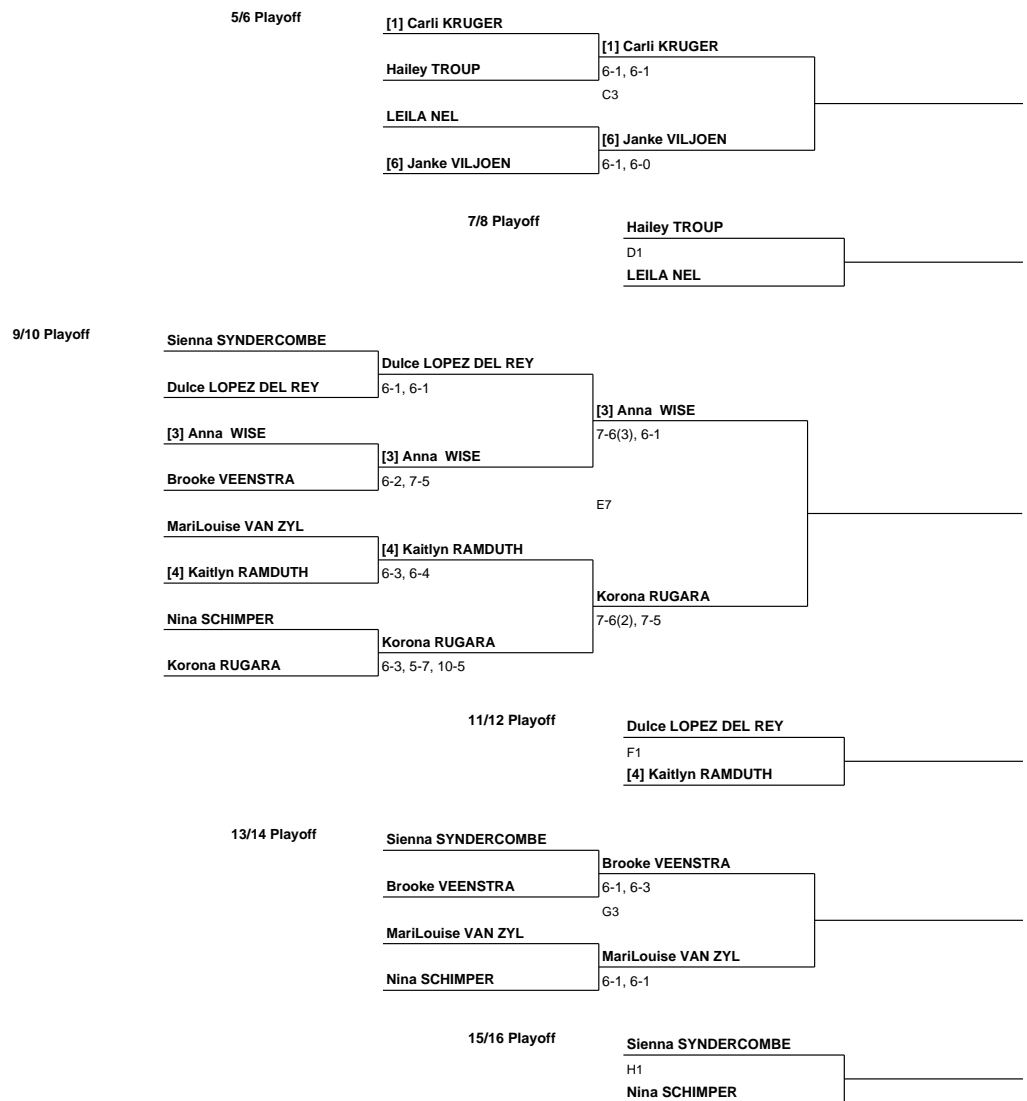 5/6 Playoff
[1] Carli KRUGER
[1] Carli KRUGER
Hailey TROUP
6-1, 6-1
C3
LEILA NEL
[6] Janke VILJOEN
[6] Janke VILJOEN
6-1, 6-0
7/8 Playoff
Hailey TROUP
D1
LEILA NEL
9/10 Playoff
Sienna SYNDERCOMBE
Dulce LOPEZ DEL REY
Dulce LOPEZ DEL REY
6-1, 6-1
[3] Anna WISE
[3] Anna WISE
7-6(3), 6-1
[3] Anna WISE
Brooke VEENSTRA
6-2, 7-5
E7
MariLouise VAN ZYL
[4] Kaitlyn RAMDUTH
[4] Kaitlyn RAMDUTH
6-3, 6-4
Korona RUGARA
Nina SCHIMPER
7-6(2), 7-5
Korona RUGARA
Korona RUGARA
6-3, 5-7, 10-5
11/12 Playoff
Dulce LOPEZ DEL REY
F1
[4] Kaitlyn RAMDUTH
13/14 Playoff
Sienna SYNDERCOMBE
Brooke VEENSTRA
Brooke VEENSTRA
6-1, 6-3
G3
MariLouise VAN ZYL
MariLouise VAN ZYL
Nina SCHIMPER
6-1, 6-1
15/16 Playoff
Sienna SYNDERCOMBE
H1
Nina SCHIMPER